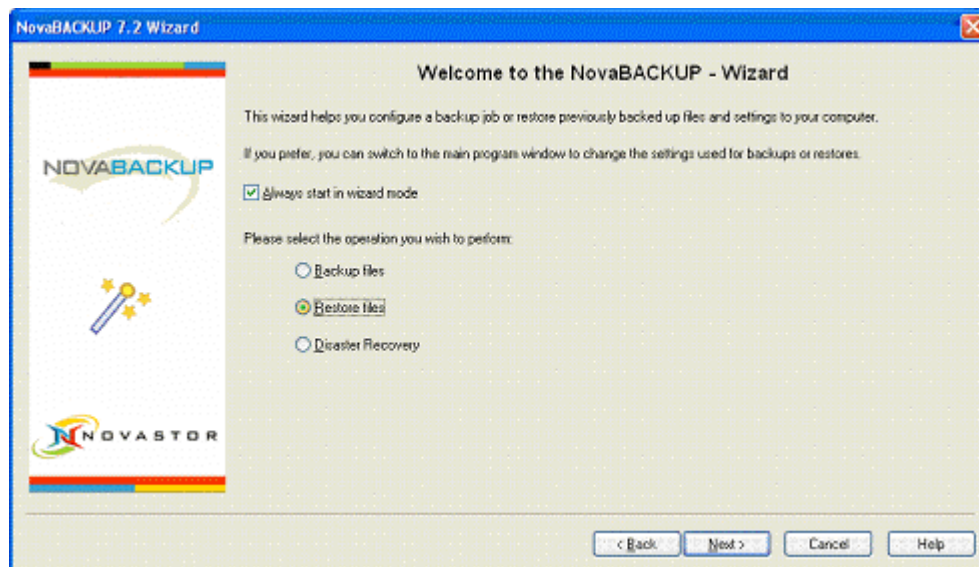 NovaBACKUP 7.2 Wizard
Welcome to the NovaBACKUP - Wizard
This wizard helps you configure a backup job or restore previously backed up files and settings to your computer.
If you prefer, you can switch to the main program window to change the settings used for backups or restores.
NOVABACKUP
Always start in wizard mode
Please select the operation you wish to perform:
Backup files
Restore files
Disaster Recovery
NOVASTOR
< Back
Next >
Cancel
Help